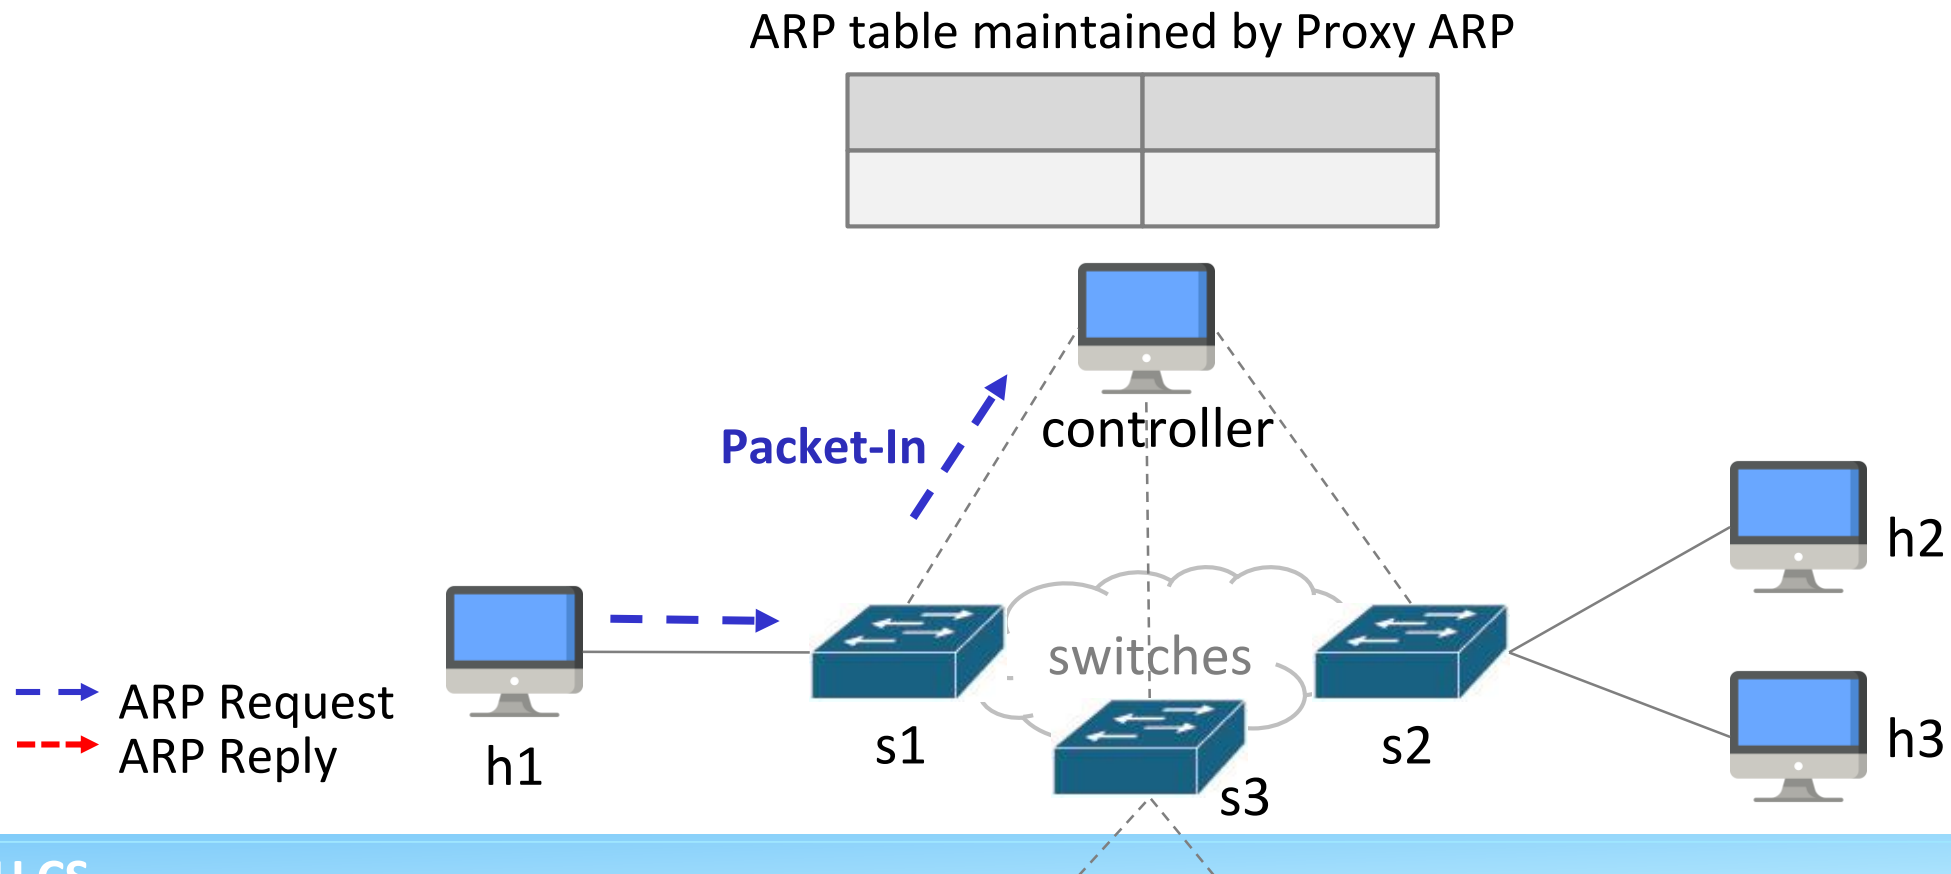 ARP table maintained by Proxy ARP
Packet-In
controller
h2
switches
ARP Request
ARP Reply
h1
s1
s2
s3
h3
CS